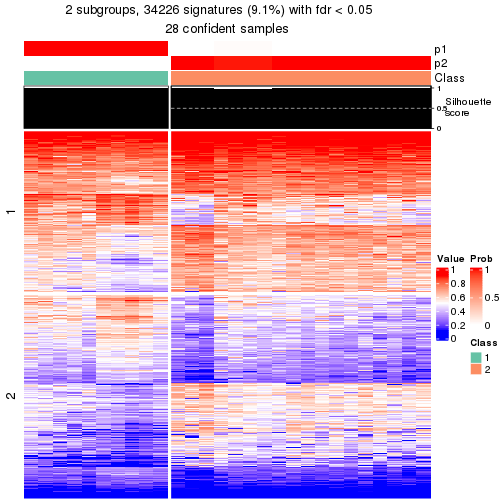 2 subgroups, 34226 signatures (9.1%) with fdr < 0.05
28 confident samples
p1
p2
Class
1
0.5
0
Silhouette
score
1
2
Value
1
0.8
0.6
0.4
0.2
0
Prob
1
0.5
0
Class
1
2